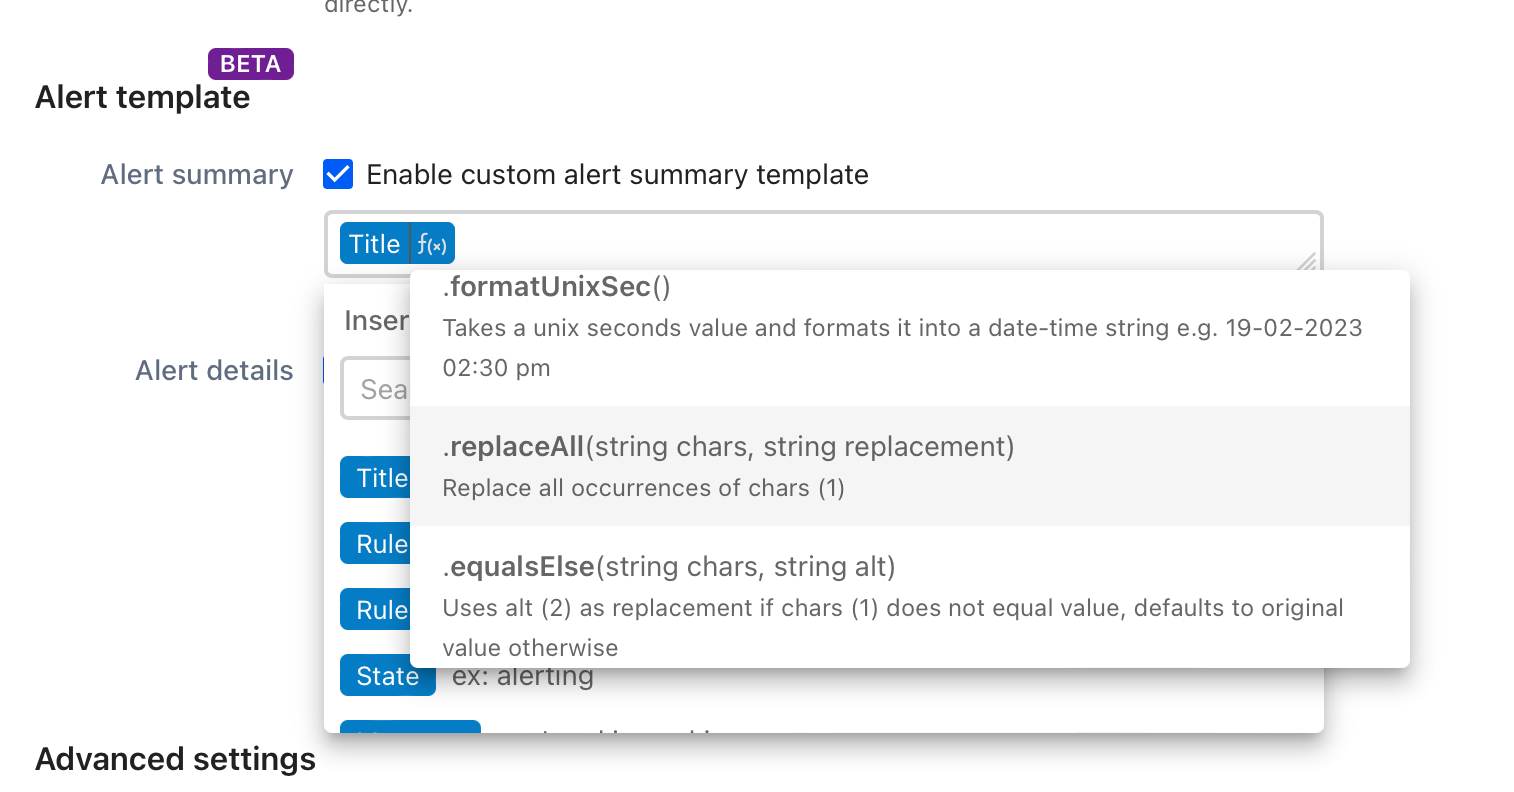 directly.
BETA
Alert template
Alert summary
Enable custom alert summary template
Title f(x)
.formatUnixSec()
Takes a unix seconds value and formats it into a date-time string e.g. 19-02-2023
02:30 pm
Inser
Alert details
Sea
.replaceAll(string chars, string replacement)
Replace all occurrences of chars (1)
Title
Rule
.equalsElse(string chars, string alt)
Uses alt (2) as replacement if chars (1) does not equal value, defaults to original
value otherwise
Rule
State ex: alerting
Advanced settings